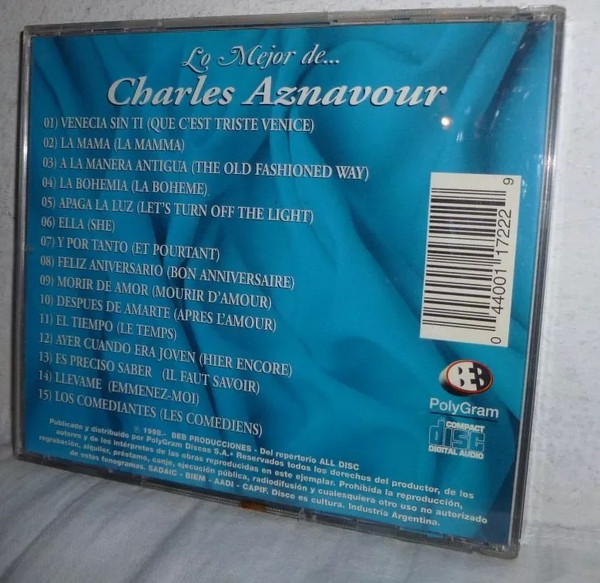 Lo Mejor de...
Charles Aznavour
01) VENECIA SIN TI (QUE C'EST TRISTE VENICE)
02) LA MAMA (LA MAMMA)
03) A LA MANERA ANTIGUA (THE OLD FASHIONED WAY)
04) LA BOHEMIA (LA BOHEME)
05) APAGA LA LUZ (LET'S TURN OFF THE LIGHT)
06) ELLA (SHE)
07) Y POR TANTO (ET POURTANT)
08) FELIZ ANIVERSARIO (BON ANNIVERSAIRE)
09) MORIR DE AMOR (MOURIR D'AMOUR)
10) DESPUES DE AMARTE (APRES L'AMOUR)
11) EL TIEMPO (LE TEMPS)
12) AYER CUANDO ERA JOVEN (HIER ENCORE)
13) ES PRECISO SABER (IL FAUT SAVOIR)
14) LLEVAME (EMMENEZ-MOI)
15) LOS COMEDIANTES (LES COMEDIENS)
0 44001 17222 9
BEB
PolyGram
COMPACT
disc
DIGITAL AUDIO
BEB PRODUCCIONES - Del repertorio ALL DISC
Publicado y distribuido por PolyGram Discos S.A.• Reservados todos los derechos del productor, de los
autores y de los intérpretes de las obras reproducidas en este ejemplar. Prohibida la reproducción,
regrabación, alquiler, préstamo, canje, ejecución pública, radiodifusión y cualesquiera otro uso no autorizado
de estos fonogramas. SADAIC - BIEM - AADI - CAPIF. Disco es cultura. Industria Argentina.